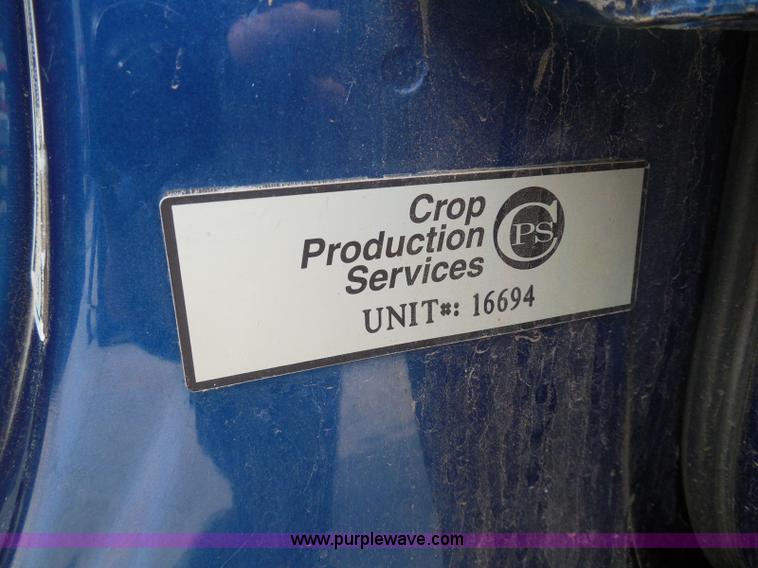 Crop
Production
Services
CPS
UNIT#: 16694
www.purplewave.com